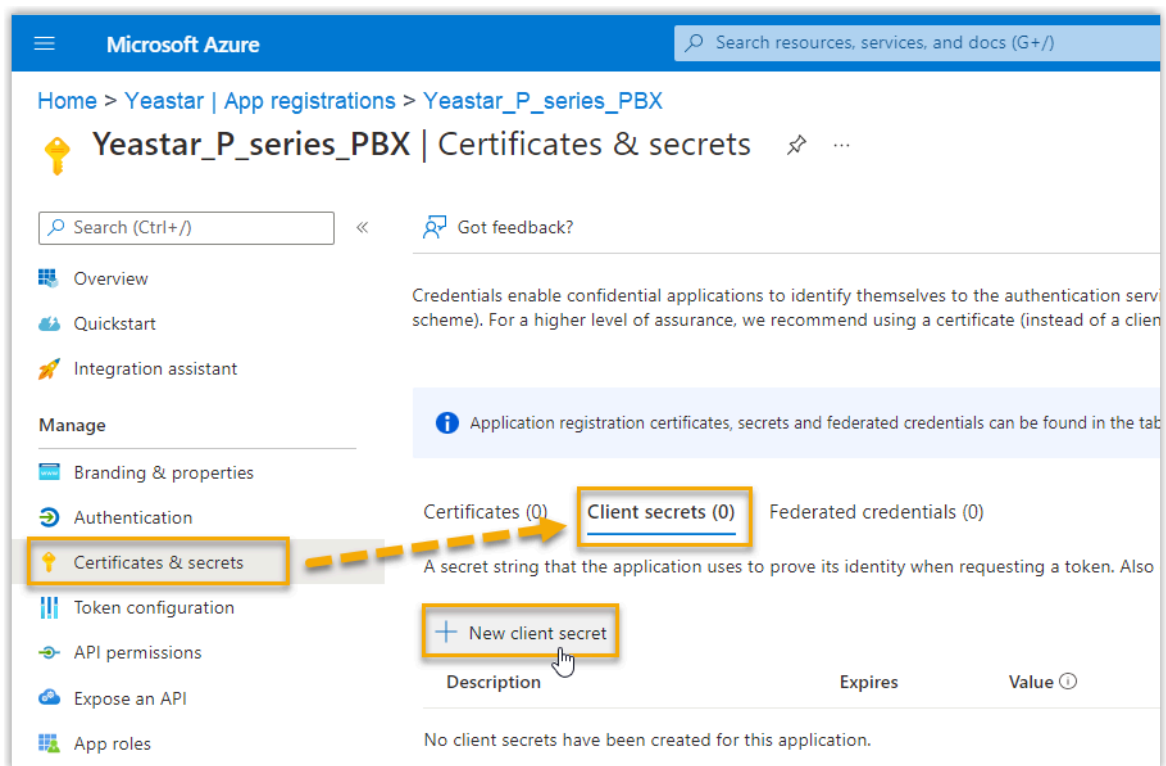 Microsoft Azure
Search resources, services, and docs (G+/)
Home > Yeastar | App registrations > Yeastar_P_series_PBX
Yeastar_P_series_PBX | Certificates & secrets
Search (Ctrl+/)
«
Got feedback?
Overview
Quickstart
Integration assistant
Manage
Branding & properties
Authentication
Certificates & secrets
Token configuration
API permissions
Expose an API
App roles
Credentials enable confidential applications to identify themselves to the authentication servi
scheme). For a higher level of assurance, we recommend using a certificate (instead of a clien
Application registration certificates, secrets and federated credentials can be found in the tab
Certificates (0) Client secrets (0) Federated credentials (0)
A secret string that the application uses to prove its identity when requesting a token. Also
New client secret
Description Expires Value
No client secrets have been created for this application.